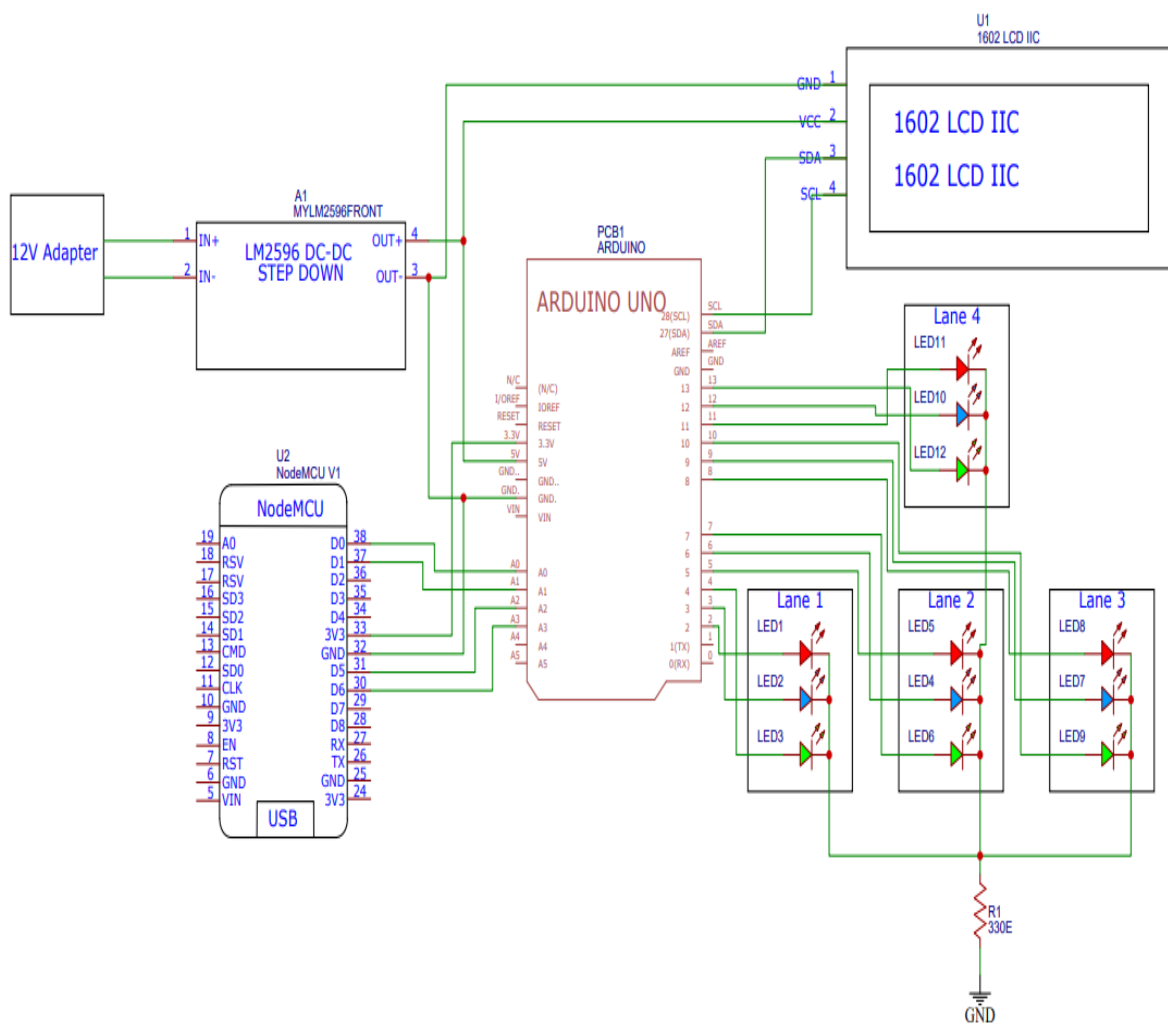 U1
1602 LCD IIC
GND 1
VCC 2
SDA 3
SCL 4
1602 LCD IIC
1602 LCD IIC
12V Adapter
A1
MYLM2596FRONT
1 IN+
2 IN-
LM2596 DC-DC
STEP DOWN
OUT+ 4
OUT- 3
PCB1
ARDUINO
ARDUINO UNO
28(SCL) SCL
27(SDA) SDA
AREF AREF
GND GND
13 13
12 12
11 11
10 10
9 9
8 8
7 7
6 6
5 5
4 4
3 3
2 2
1(TX) 1
0(RX) 0
N/C (N/C)
I/OREF IOREF
RESET RESET
3.3V 3.3V
5V 5V
GND.. GND..
GND. GND.
VIN VIN
A0 A0
A1 A1
A2 A2
A3 A3
A4 A4
A5 A5
U2
NodeMCU V1
NodeMCU
19 A0
18 RSV
17 RSV
16 SD3
15 SD2
14 SD1
13 CMD
12 SD0
11 CLK
10 GND
9 3V3
8 EN
7 RST
6 GND
5 VIN
D0 38
D1 37
D2 36
D3 35
D4 34
3V3 33
GND 32
D5 31
D6 30
D7 29
D8 28
RX 27
TX 26
GND 25
3V3 24
USB
Lane 4
LED11
LED10
LED12
Lane 1
LED1
LED2
LED3
Lane 2
LED5
LED4
LED6
Lane 3
LED8
LED7
LED9
R1
330E
GND